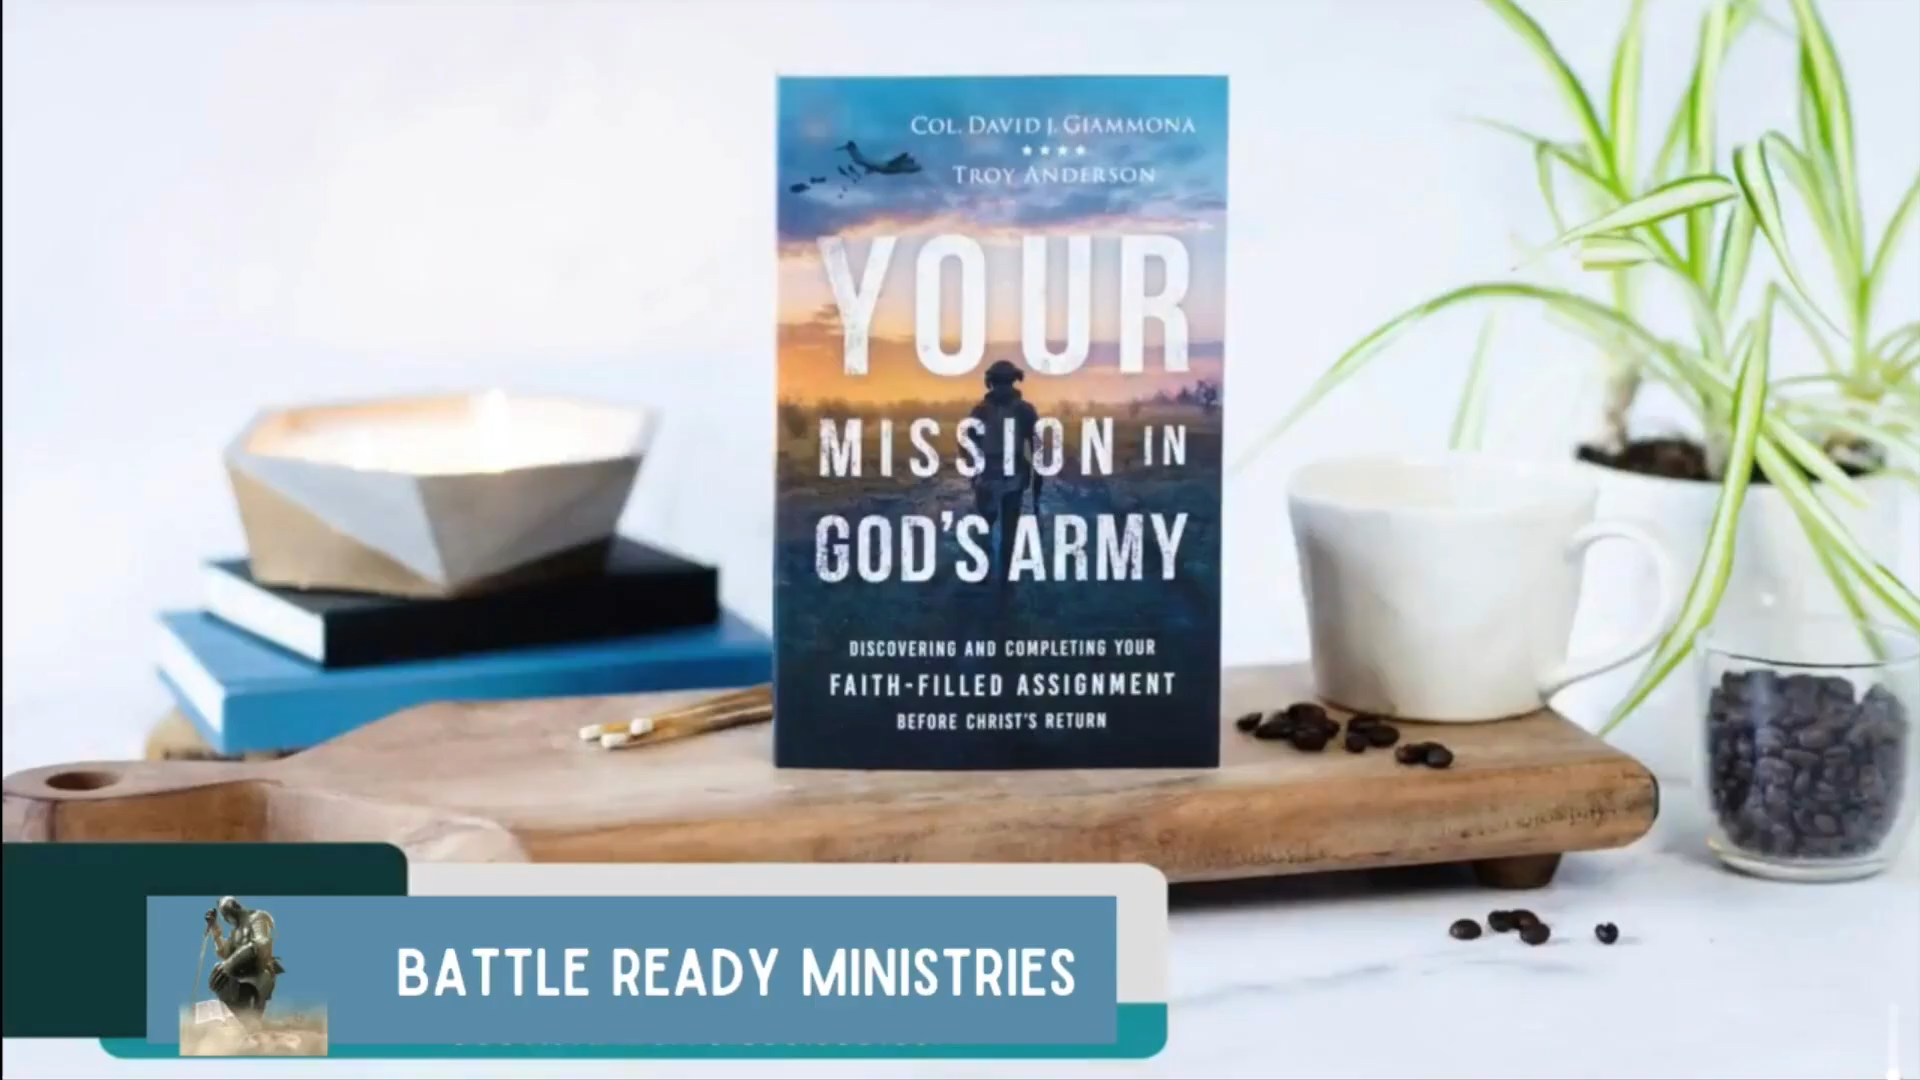 COL. DAVID J. GIAMMONA
TROY ANDERSON
YOUR
MISSION IN
GOD'S ARMY
DISCOVERING AND COMPLETING YOUR
FAITH-FILLED ASSIGNMENT
BEFORE CHRIST'S RETURN
BATTLE READY MINISTRIES